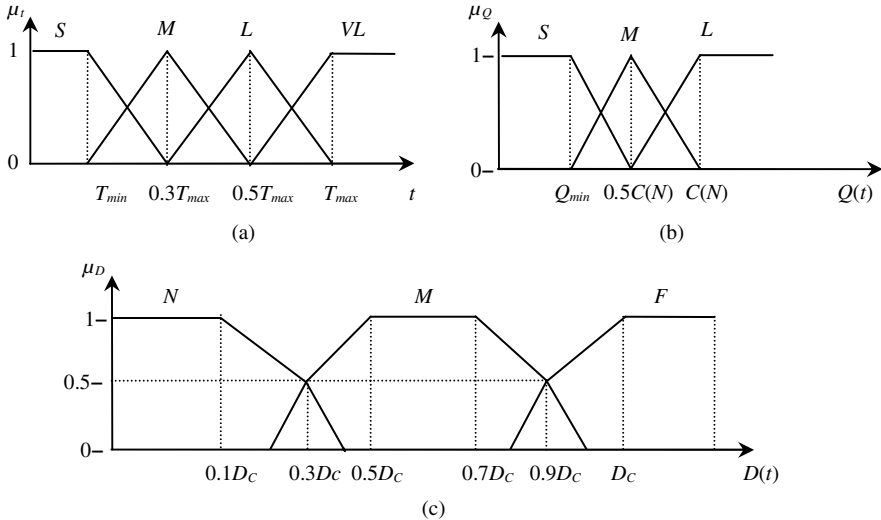 μt
S M L VL
1
0
Tmin 0.3Tmax 0.5Tmax Tmax t
(a)
μQ
S M L
1
0
Qmin 0.5C(N) C(N) Q(t)
(b)
μD
N M F
1
0.5
0
0.1DC 0.3Dc 0.5DC 0.7DC 0.9DC DC D(t)
(c)